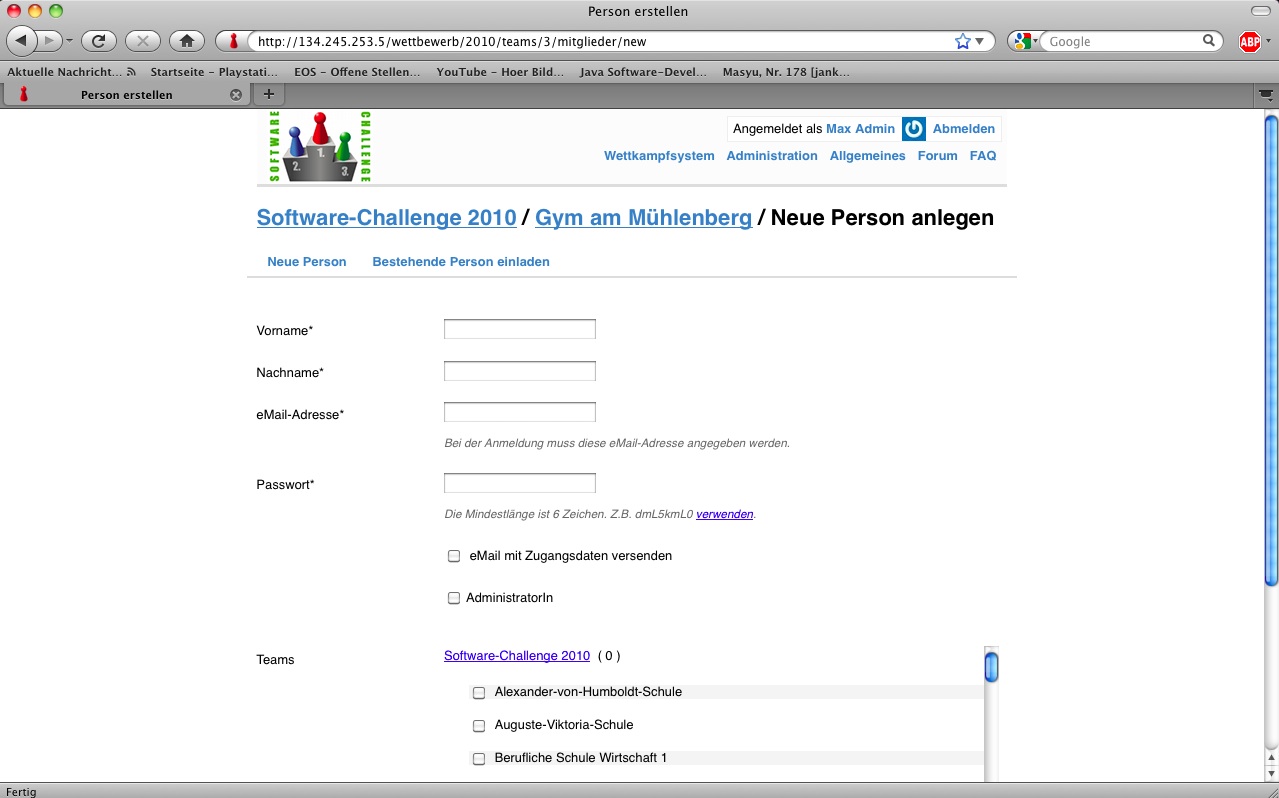 Person erstellen
http://134.245.253.5/wettbewerb/2010/teams/3/mitglieder/new
Google
ABP
Aktuelle Nachricht... Startseite – Playstati... EOS – Offene Stellen... YouTube – Hoer Bild... Java Software–Devel... Masyu, Nr. 178 [jank...
Person erstellen
SOFTWARE CHALLENGE
1. 2. 3.
Angemeldet als Max Admin Abmelden
Wettkampfsystem Administration Allgemeines Forum FAQ
Software-Challenge 2010 / Gym am Mühlenberg / Neue Person anlegen
Neue Person Bestehende Person einladen
Vorname*
Nachname*
eMail-Adresse*
Bei der Anmeldung muss diese eMail-Adresse angegeben werden.
Passwort*
Die Mindestlänge ist 6 Zeichen. Z.B. dmL5kmL0 verwenden.
eMail mit Zugangsdaten versenden
AdministratorIn
Teams Software-Challenge 2010 ( 0 )
Alexander-von-Humboldt-Schule
Auguste-Viktoria-Schule
Berufliche Schule Wirtschaft 1
Fertig